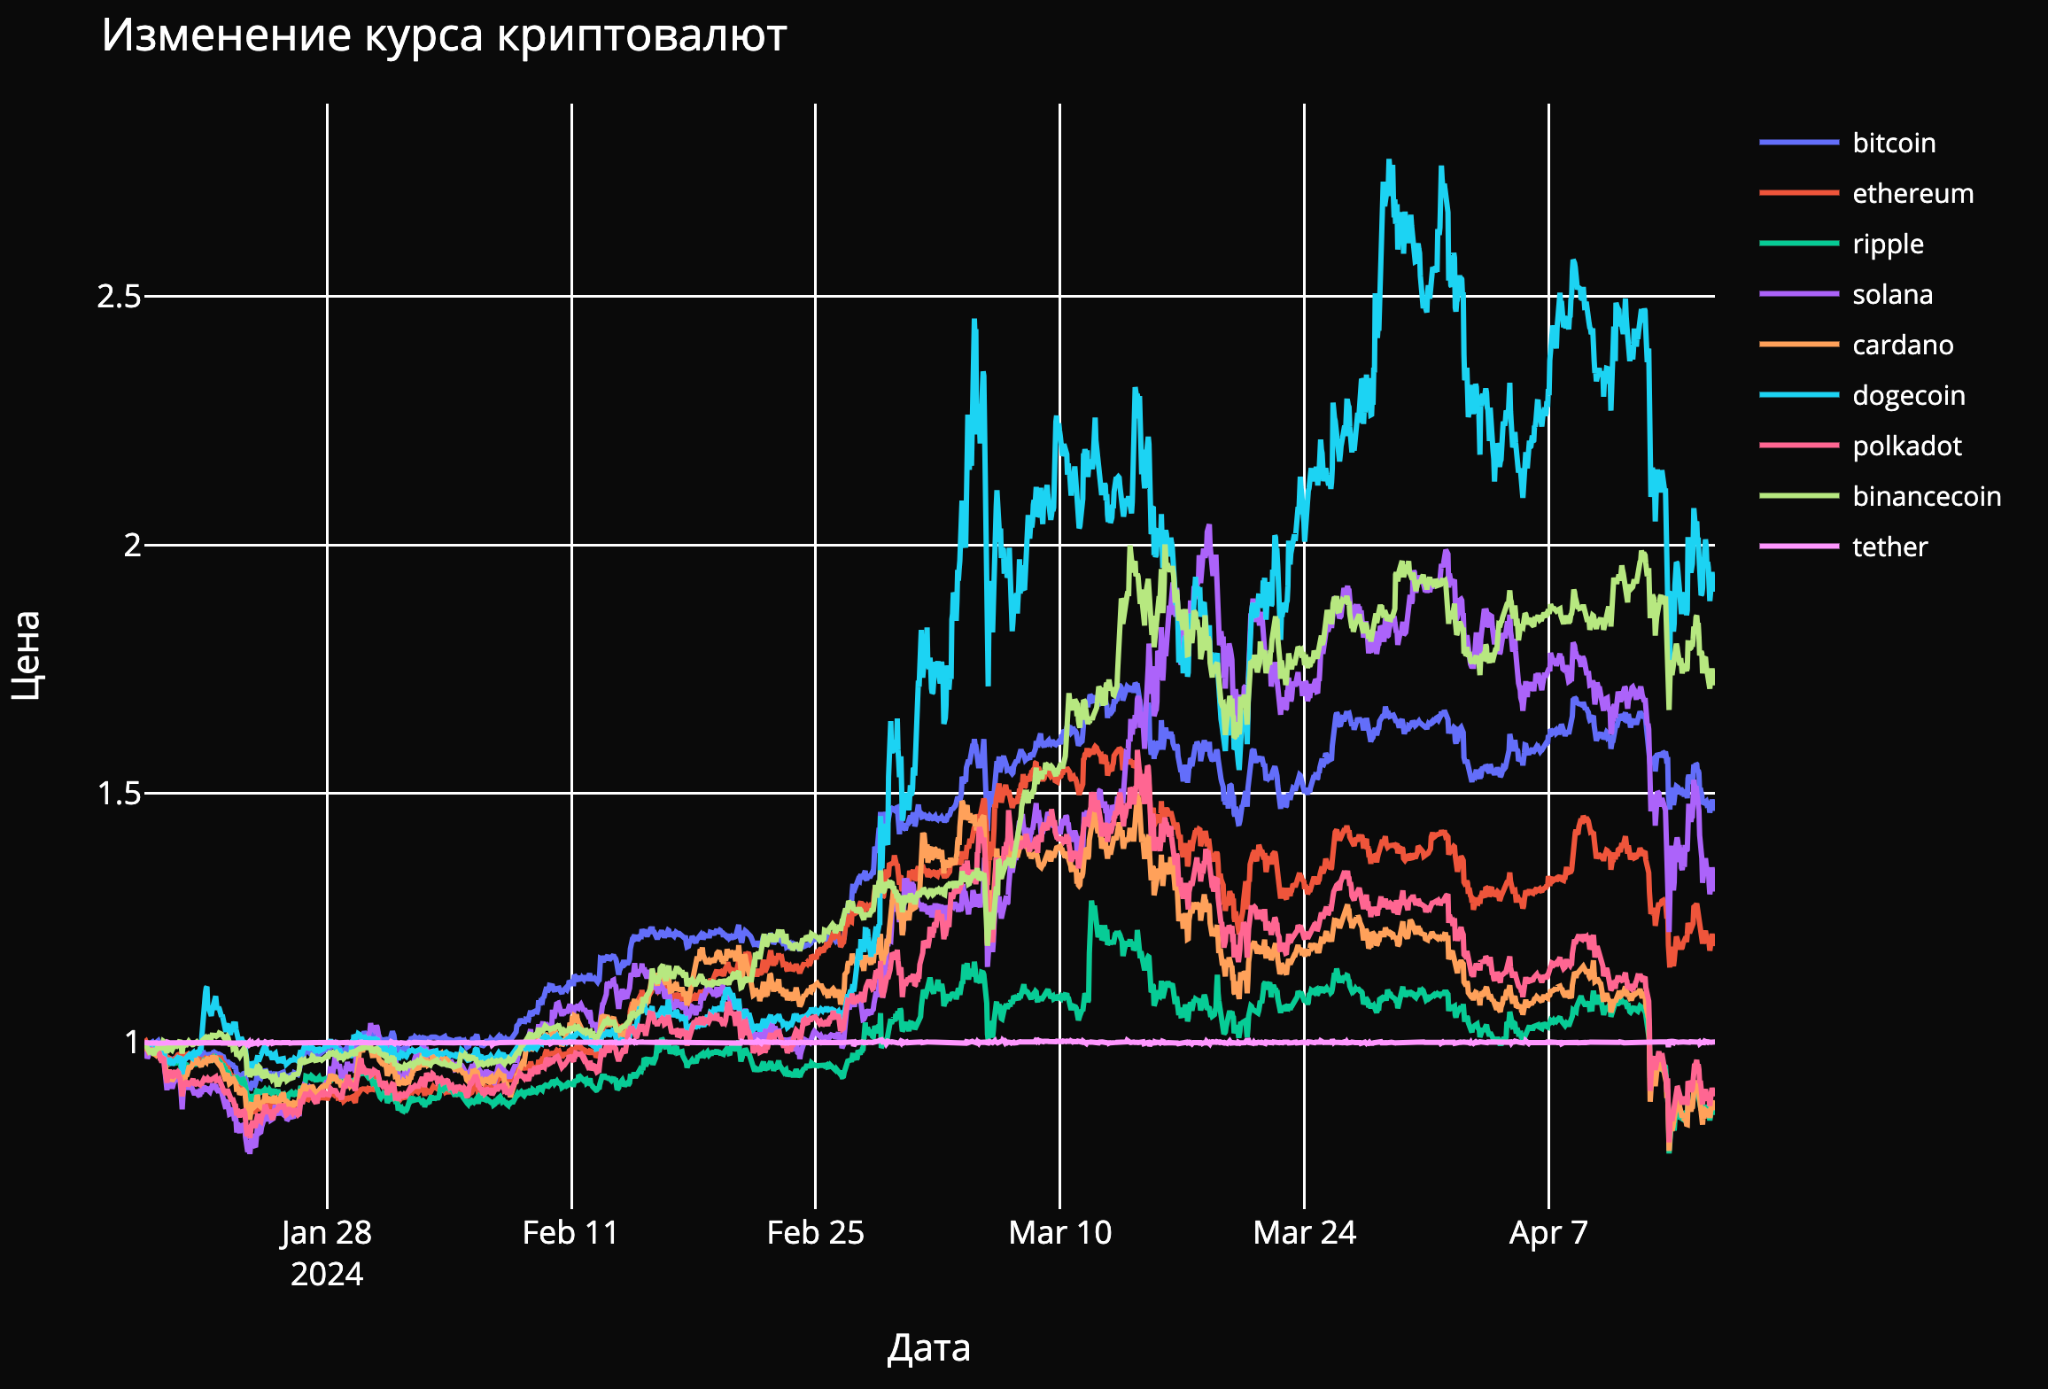 Изменение курса криптовалют
bitcoin
ethereum
ripple
solana
cardano
dogecoin
polkadot
binancecoin
tether
2.5
2
1.5
1
Цена
Jan 28
2024
Feb 11
Feb 25
Mar 10
Mar 24
Apr 7
Дата